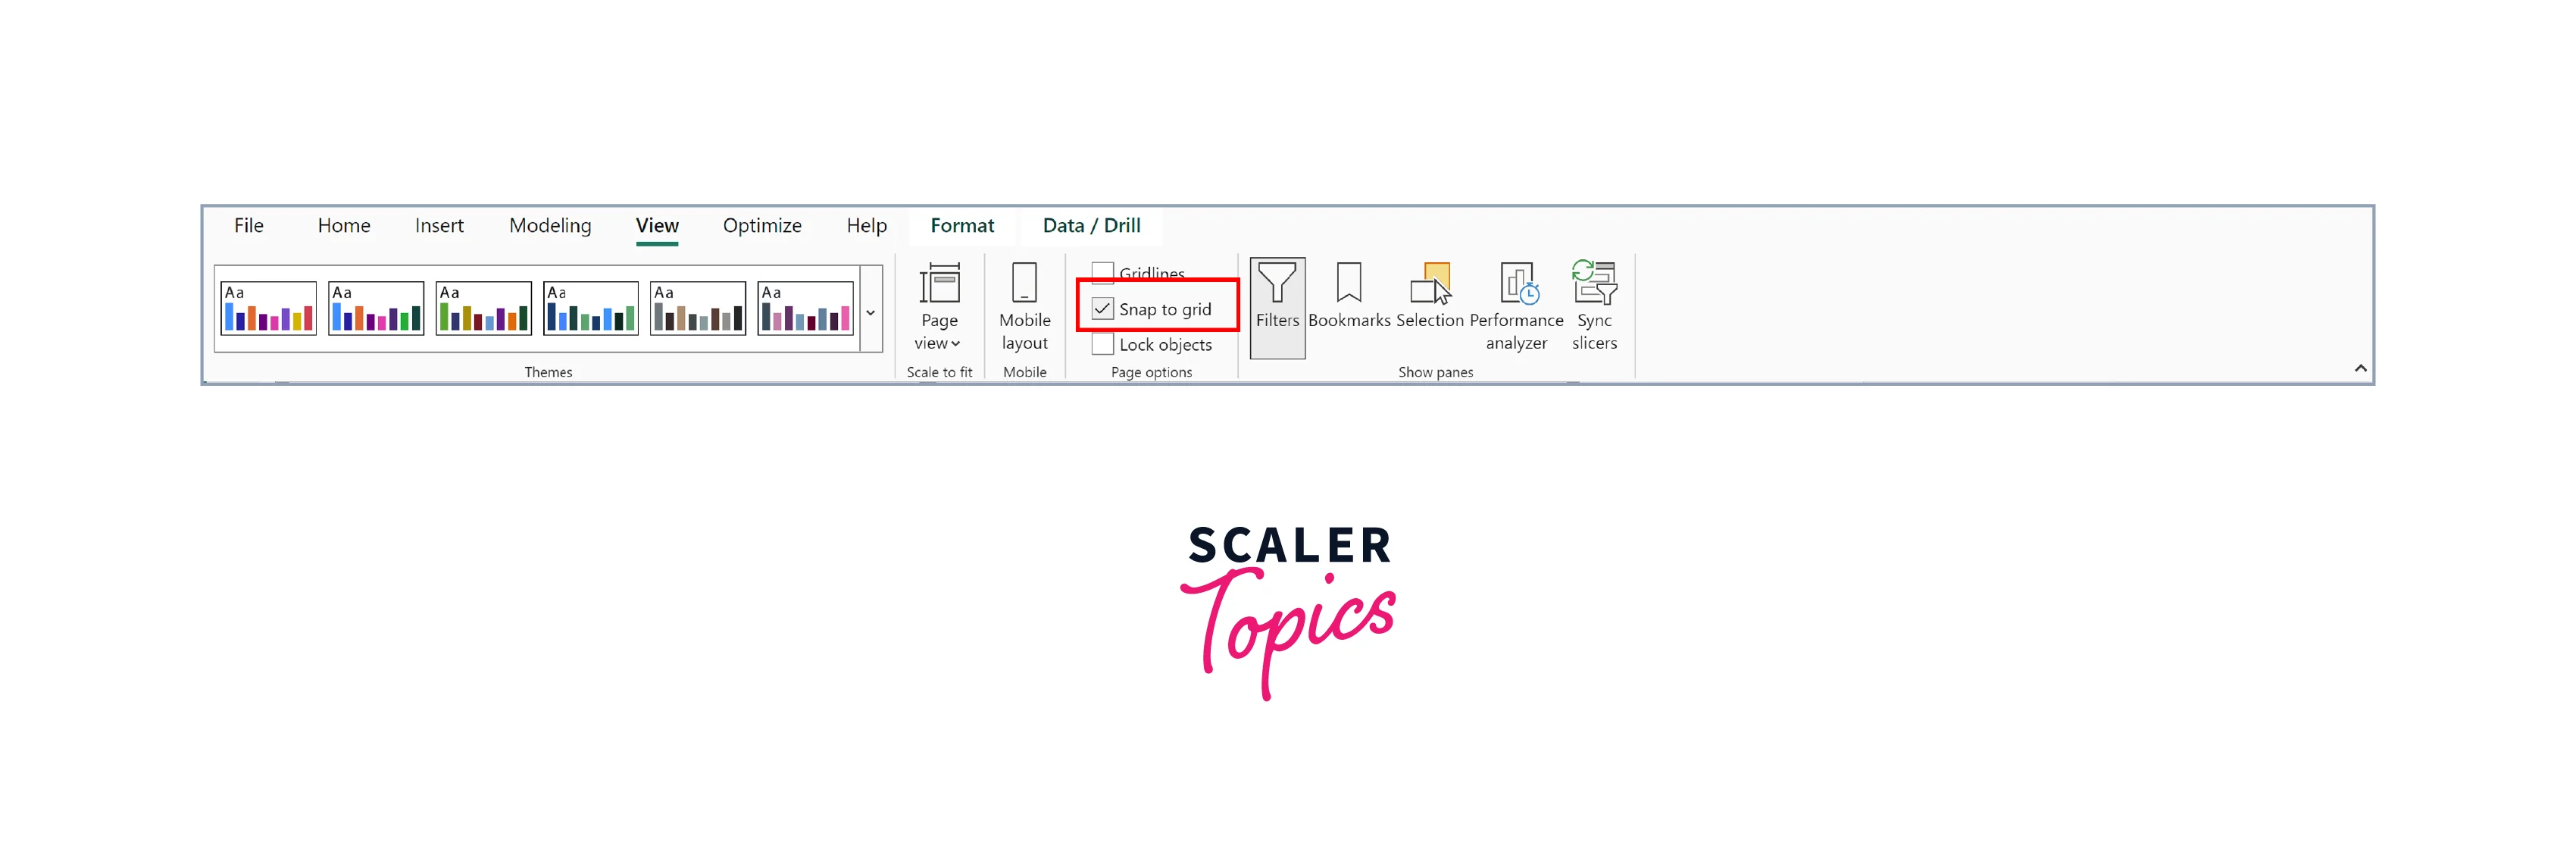 File Home Insert Modeling View Optimize Help Format Data / Drill
Aa Aa Aa Aa Aa Aa
Themes
Page
view
Scale to fit
Mobile
layout
Mobile
Gridlines
Snap to grid
Lock objects
Page options
Filters
Bookmarks
Selection
Performance
analyzer
Sync
slicers
Show panes
SCALER
Topics